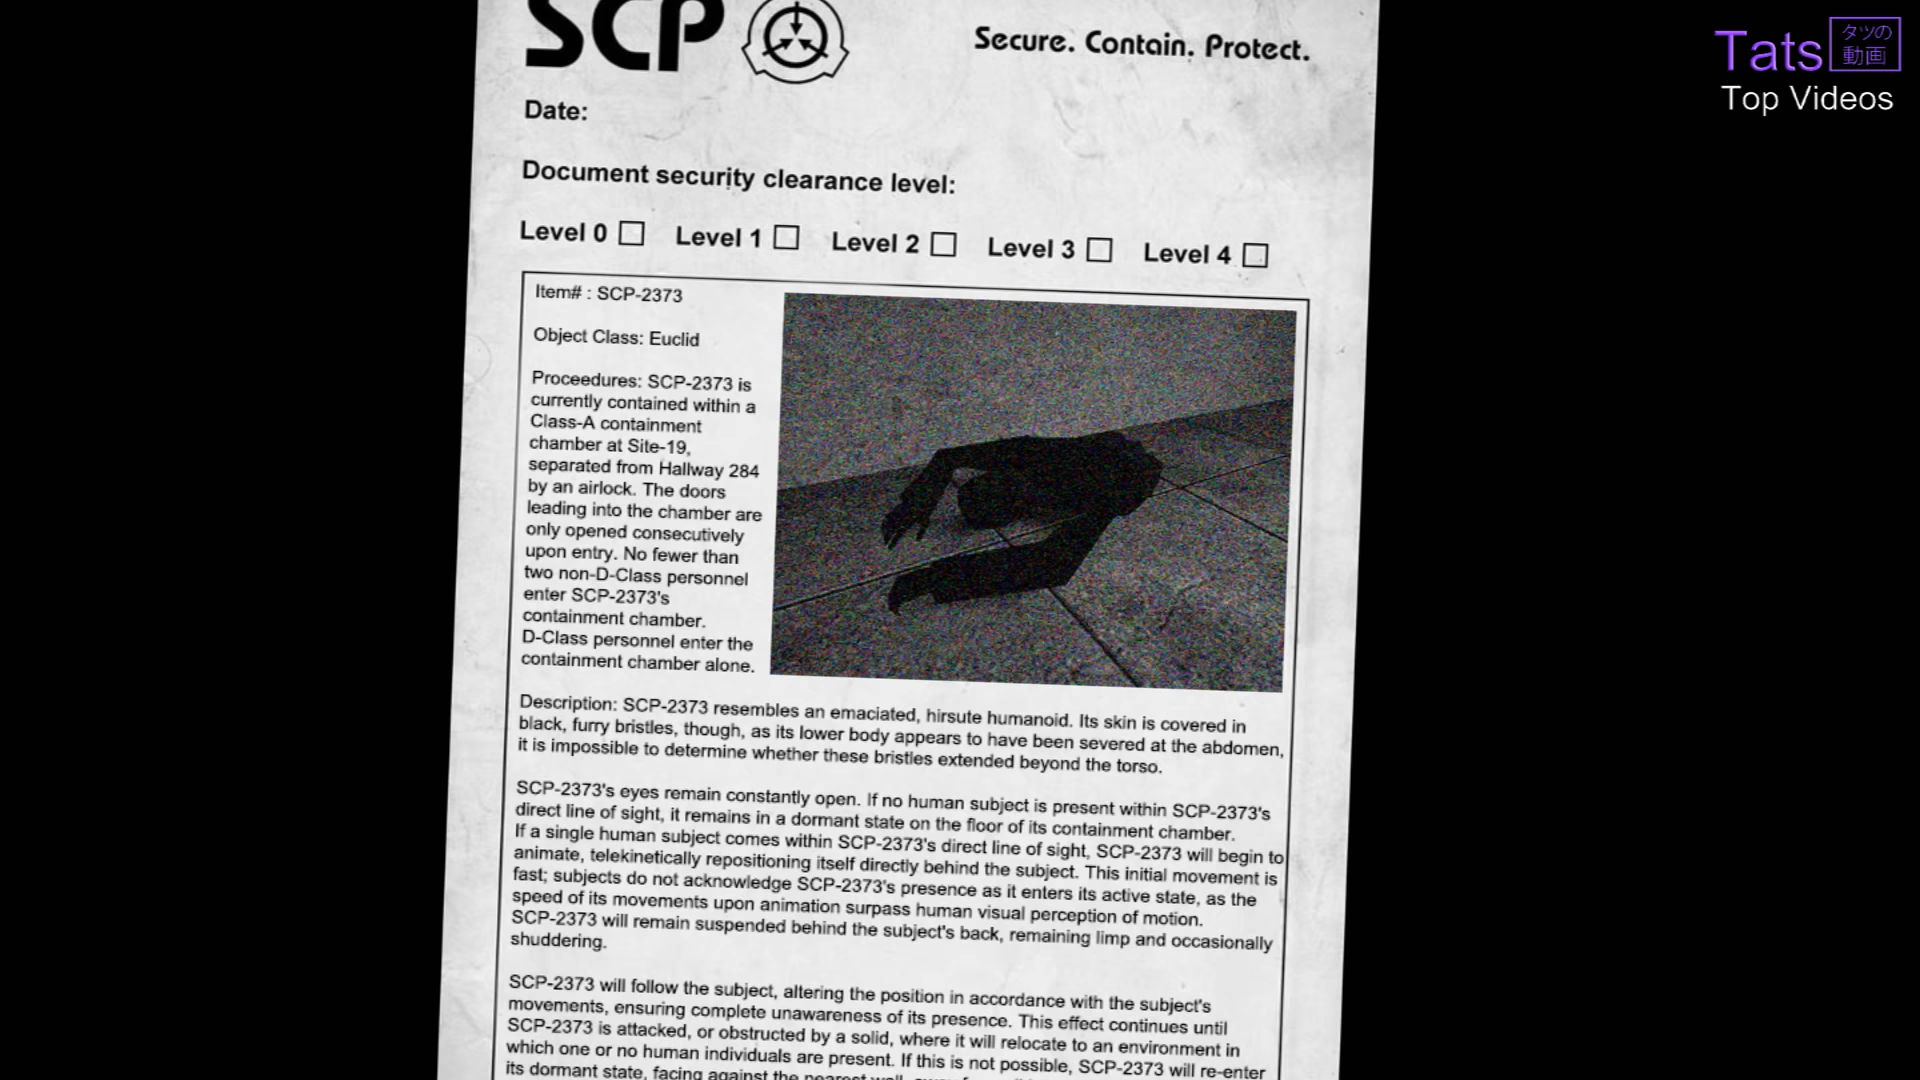 SCP
Secure. Contain. Protect.
Tats タツの動画
Top Videos
Date:
Document security clearance level:
Level 0 Level 1 Level 2 Level 3 Level 4
Item# : SCP-2373
Object Class: Euclid
Proceedures: SCP-2373 is
currently contained within a
Class-A containment
chamber at Site-19,
separated from Hallway 284
by an airlock. The doors
leading into the chamber are
only opened consecutively
upon entry. No fewer than
two non-D-Class personnel
enter SCP-2373's
containment chamber.
D-Class personnel enter the
containment chamber alone.
Description: SCP-2373 resembles an emaciated, hirsute humanoid. Its skin is covered in
black, furry bristles, though, as its lower body appears to have been severed at the abdomen,
it is impossible to determine whether these bristles extended beyond the torso.
SCP-2373's eyes remain constantly open. If no human subject is present within SCP-2373's
direct line of sight, it remains in a dormant state on the floor of its containment chamber.
If a single human subject comes within SCP-2373's direct line of sight, SCP-2373 will begin to
animate, telekinetically repositioning itself directly behind the subject. This initial movement is
fast; subjects do not acknowledge SCP-2373's presence as it enters its active state, as the
speed of its movements upon animation surpass human visual perception of motion.
SCP-2373 will remain suspended behind the subject's back, remaining limp and occasionally
shuddering.
SCP-2373 will follow the subject, altering the position in accordance with the subject's
movements, ensuring complete unawareness of its presence. This effect continues until
SCP-2373 is attacked, or obstructed by a solid, where it will relocate to an environment in
which one or no human individuals are present. If this is not possible, SCP-2373 will re-enter
its dormant state, facing against the nearest wall,